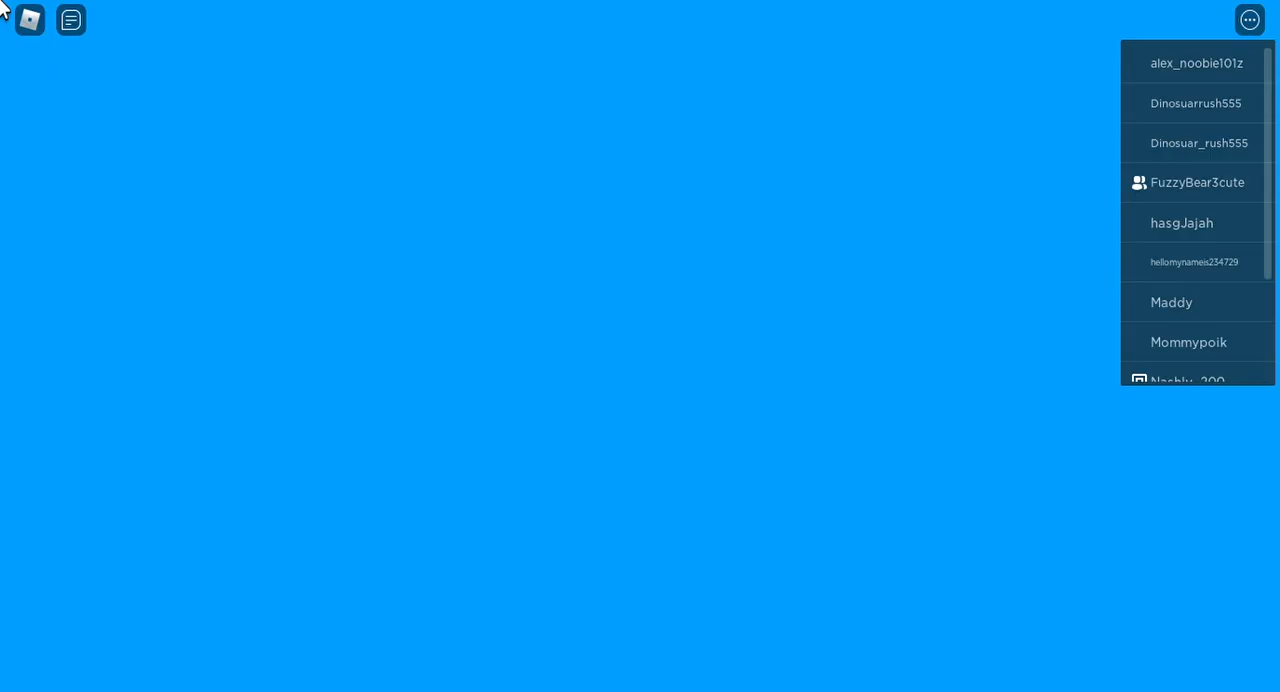 alex_noobie101z
Dinosuarrush555
Dinosuar_rush555
FuzzyBear3cute
hasgJajah
hellomynameis234729
Maddy
Mommypoik